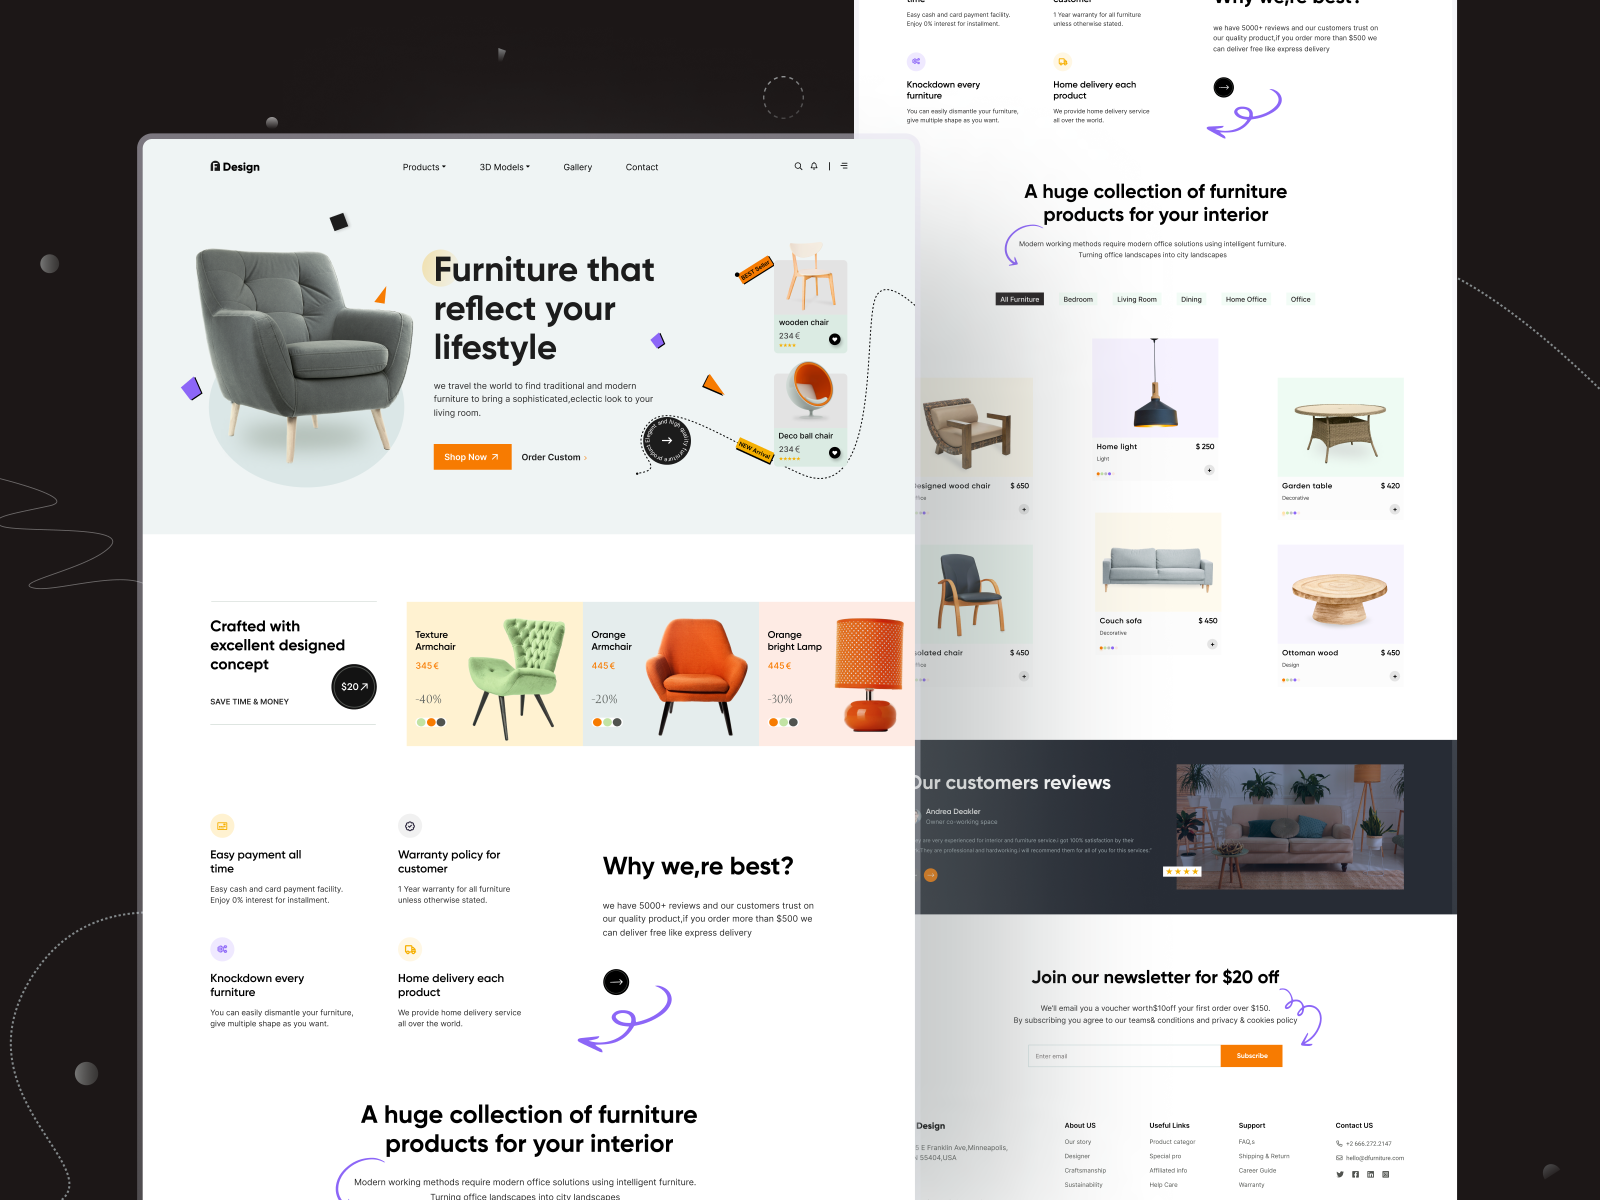 Design
Products
3D Models
Gallery
Contact
Furniture that
reflect your
lifestyle
we travel the world to find traditional and modern
furniture to bring a sophisticated,eclectic look to your
living room.
Shop Now
Order Custom
Elegent and high quality furniture product
BEST Seller
wooden chair
234 €
NEW Arrival
Deco ball chair
234 €
Crafted with
excellent designed
concept
$20
SAVE TIME & MONEY
Texture
Armchair
345 €
-40%
Orange
Armchair
445 €
-20%
Orange
bright Lamp
445 €
-30%
Easy payment all
time
Easy cash and card payment facility.
Enjoy 0% interest for installment.
Warranty policy for
customer
1 Year warranty for all furniture
unless otherwise stated.
Knockdown every
furniture
You can easily dismantle your furniture,
give multiple shape as you want.
Home delivery each
product
We provide home delivery service
all over the world.
Why we,re best?
we have 5000+ reviews and our customers trust on
our quality product,if you order more than $500 we
can deliver free like express delivery
A huge collection of furniture
products for your interior
Modern working methods require modern office solutions using intelligent furniture.
Turning office landscapes into city landscapes
time
Easy cash and card payment facility.
Enjoy 0% interest for installment.
customer
1 Year warranty for all furniture
unless otherwise stated.
Why we,re best?
we have 5000+ reviews and our customers trust on
our quality product,if you order more than $500 we
can deliver free like express delivery
Knockdown every
furniture
You can easily dismantle your furniture,
give multiple shape as you want.
Home delivery each
product
We provide home delivery service
all over the world.
A huge collection of furniture
products for your interior
Modern working methods require modern office solutions using intelligent furniture.
Turning office landscapes into city landscapes
All Furniture
Bedroom
Living Room
Dining
Home Office
Office
esigned wood chair
$ 650
Home light
$ 250
Light
Garden table
$ 420
Decorative
solated chair
$ 450
Couch sofa
$ 450
Decorative
Ottoman wood
$ 450
Design
Our customers reviews
Andrea Deakler
Owner co-working space
are very experienced for interior and furniture service.i got 100% satisfaction by their
They are professional and hardworking.i will recommend them for all of you for this services."
Join our newsletter for $20 off
We'll email you a voucher worth$10off your first order over $150.
By subscribing you agree to our teams& conditions and privacy & cookies policy
Enter email
Subscribe
Design
E Franklin Ave,Minneapolis,
55404,USA
About US
Our story
Designer
Craftsmanship
Sustainability
Useful Links
Product categor
Special pro
Affiliated info
Help Care
Support
FAQ,s
Shipping & Return
Career Guide
Warranty
Contact US
+2 666.272.2147
hello@dfurniture.com